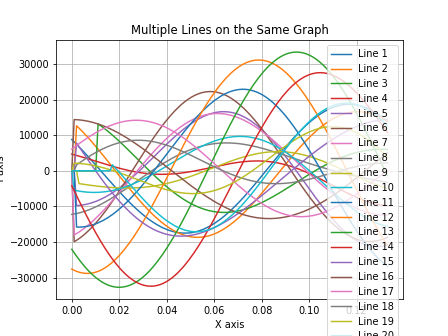 Multiple Lines on the Same Graph
30000
20000
10000
0
−10000
−20000
−30000
0.00 0.02 0.04 0.06 0.08 0.10
X axis
Line 1
Line 2
Line 3
Line 4
Line 5
Line 6
Line 7
Line 8
Line 9
Line 10
Line 11
Line 12
Line 13
Line 14
Line 15
Line 16
Line 17
Line 18
Line 19
Line 20